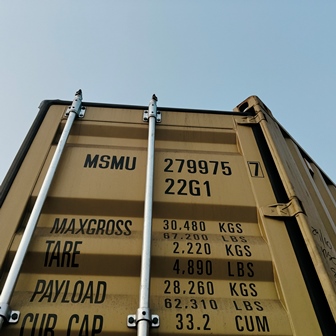 MSMU 279975 7
22G1
MAXGROSS 30.480 KGS
67.200 LBS
TARE 2.220 KGS
4.890 LBS
PAYLOAD 28.260 KGS
62.310 LBS
CUB.CAP. 33.2 CUM